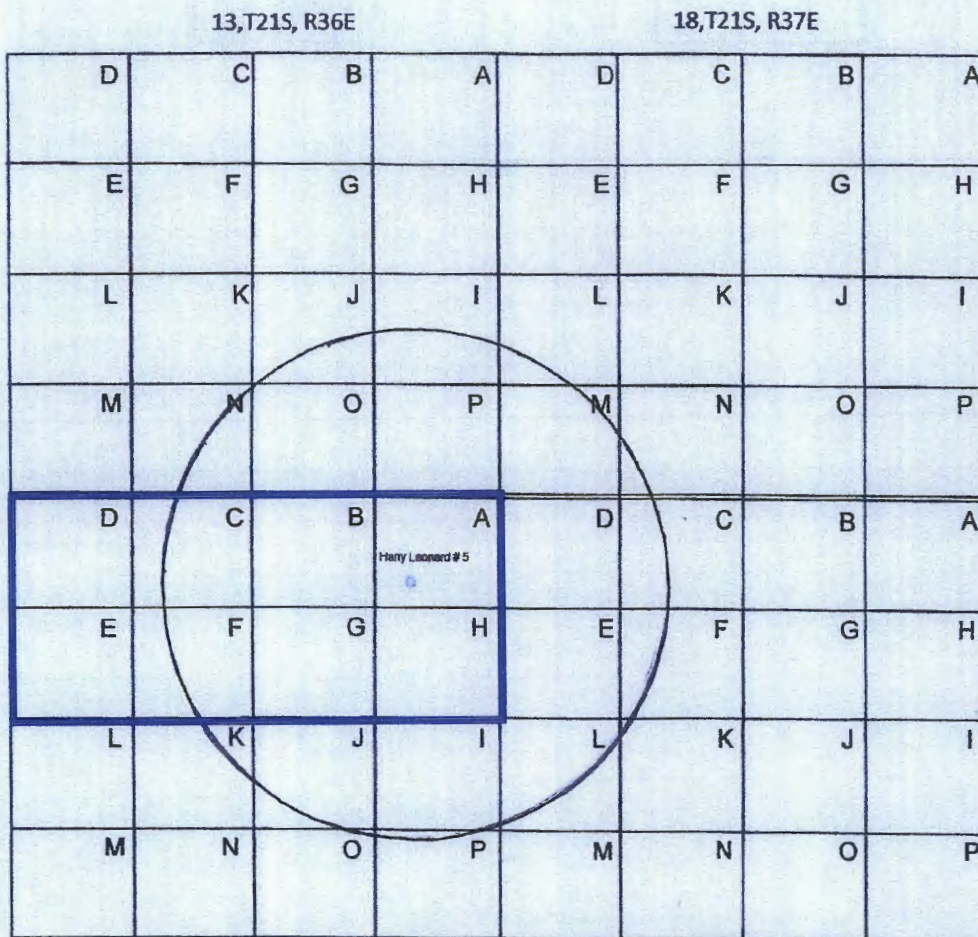 13,T21S, R36E 18,T21S, R37E
D C B A D C B A
E F G H E F G H
L K J I L K J I
M N O P M N O P
D C B A D C B A
Harry Leonard # 5
E F G H E F G H
L K J I L K J I
M N O P M N O P